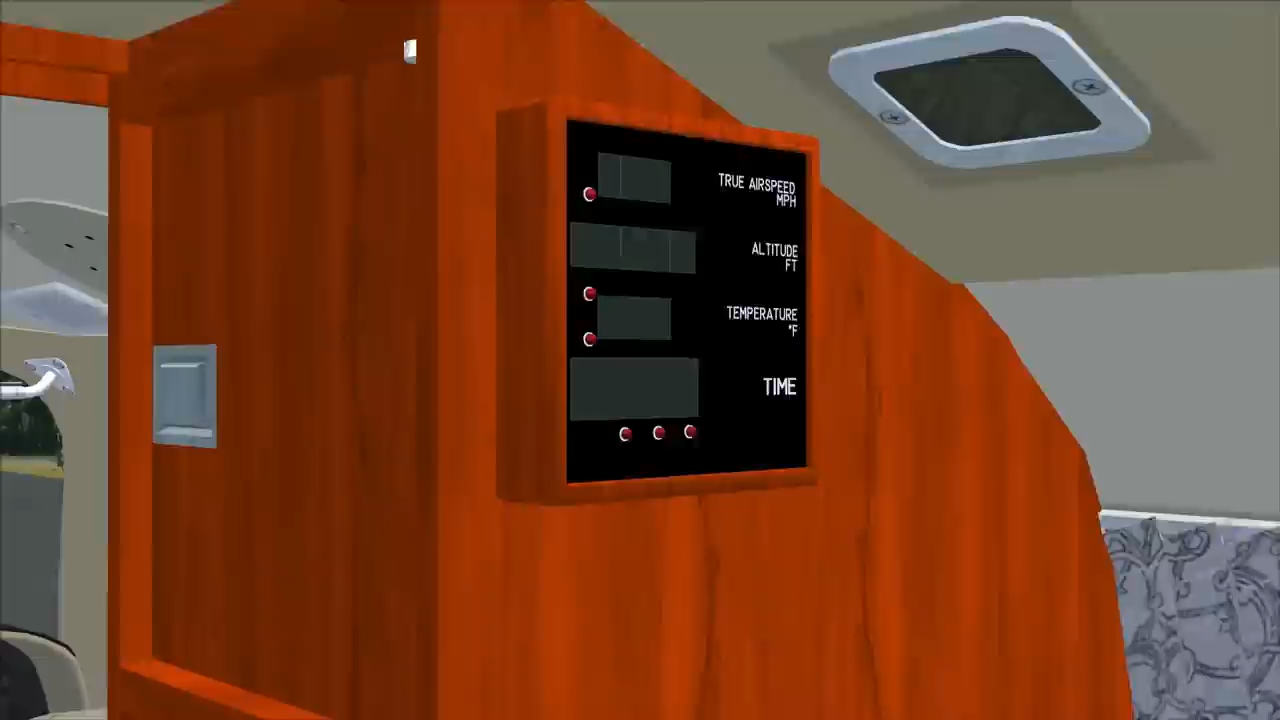 TRUE AIRSPEED
MPH
ALTITUDE
FT
TEMPERATURE
°F
TIME